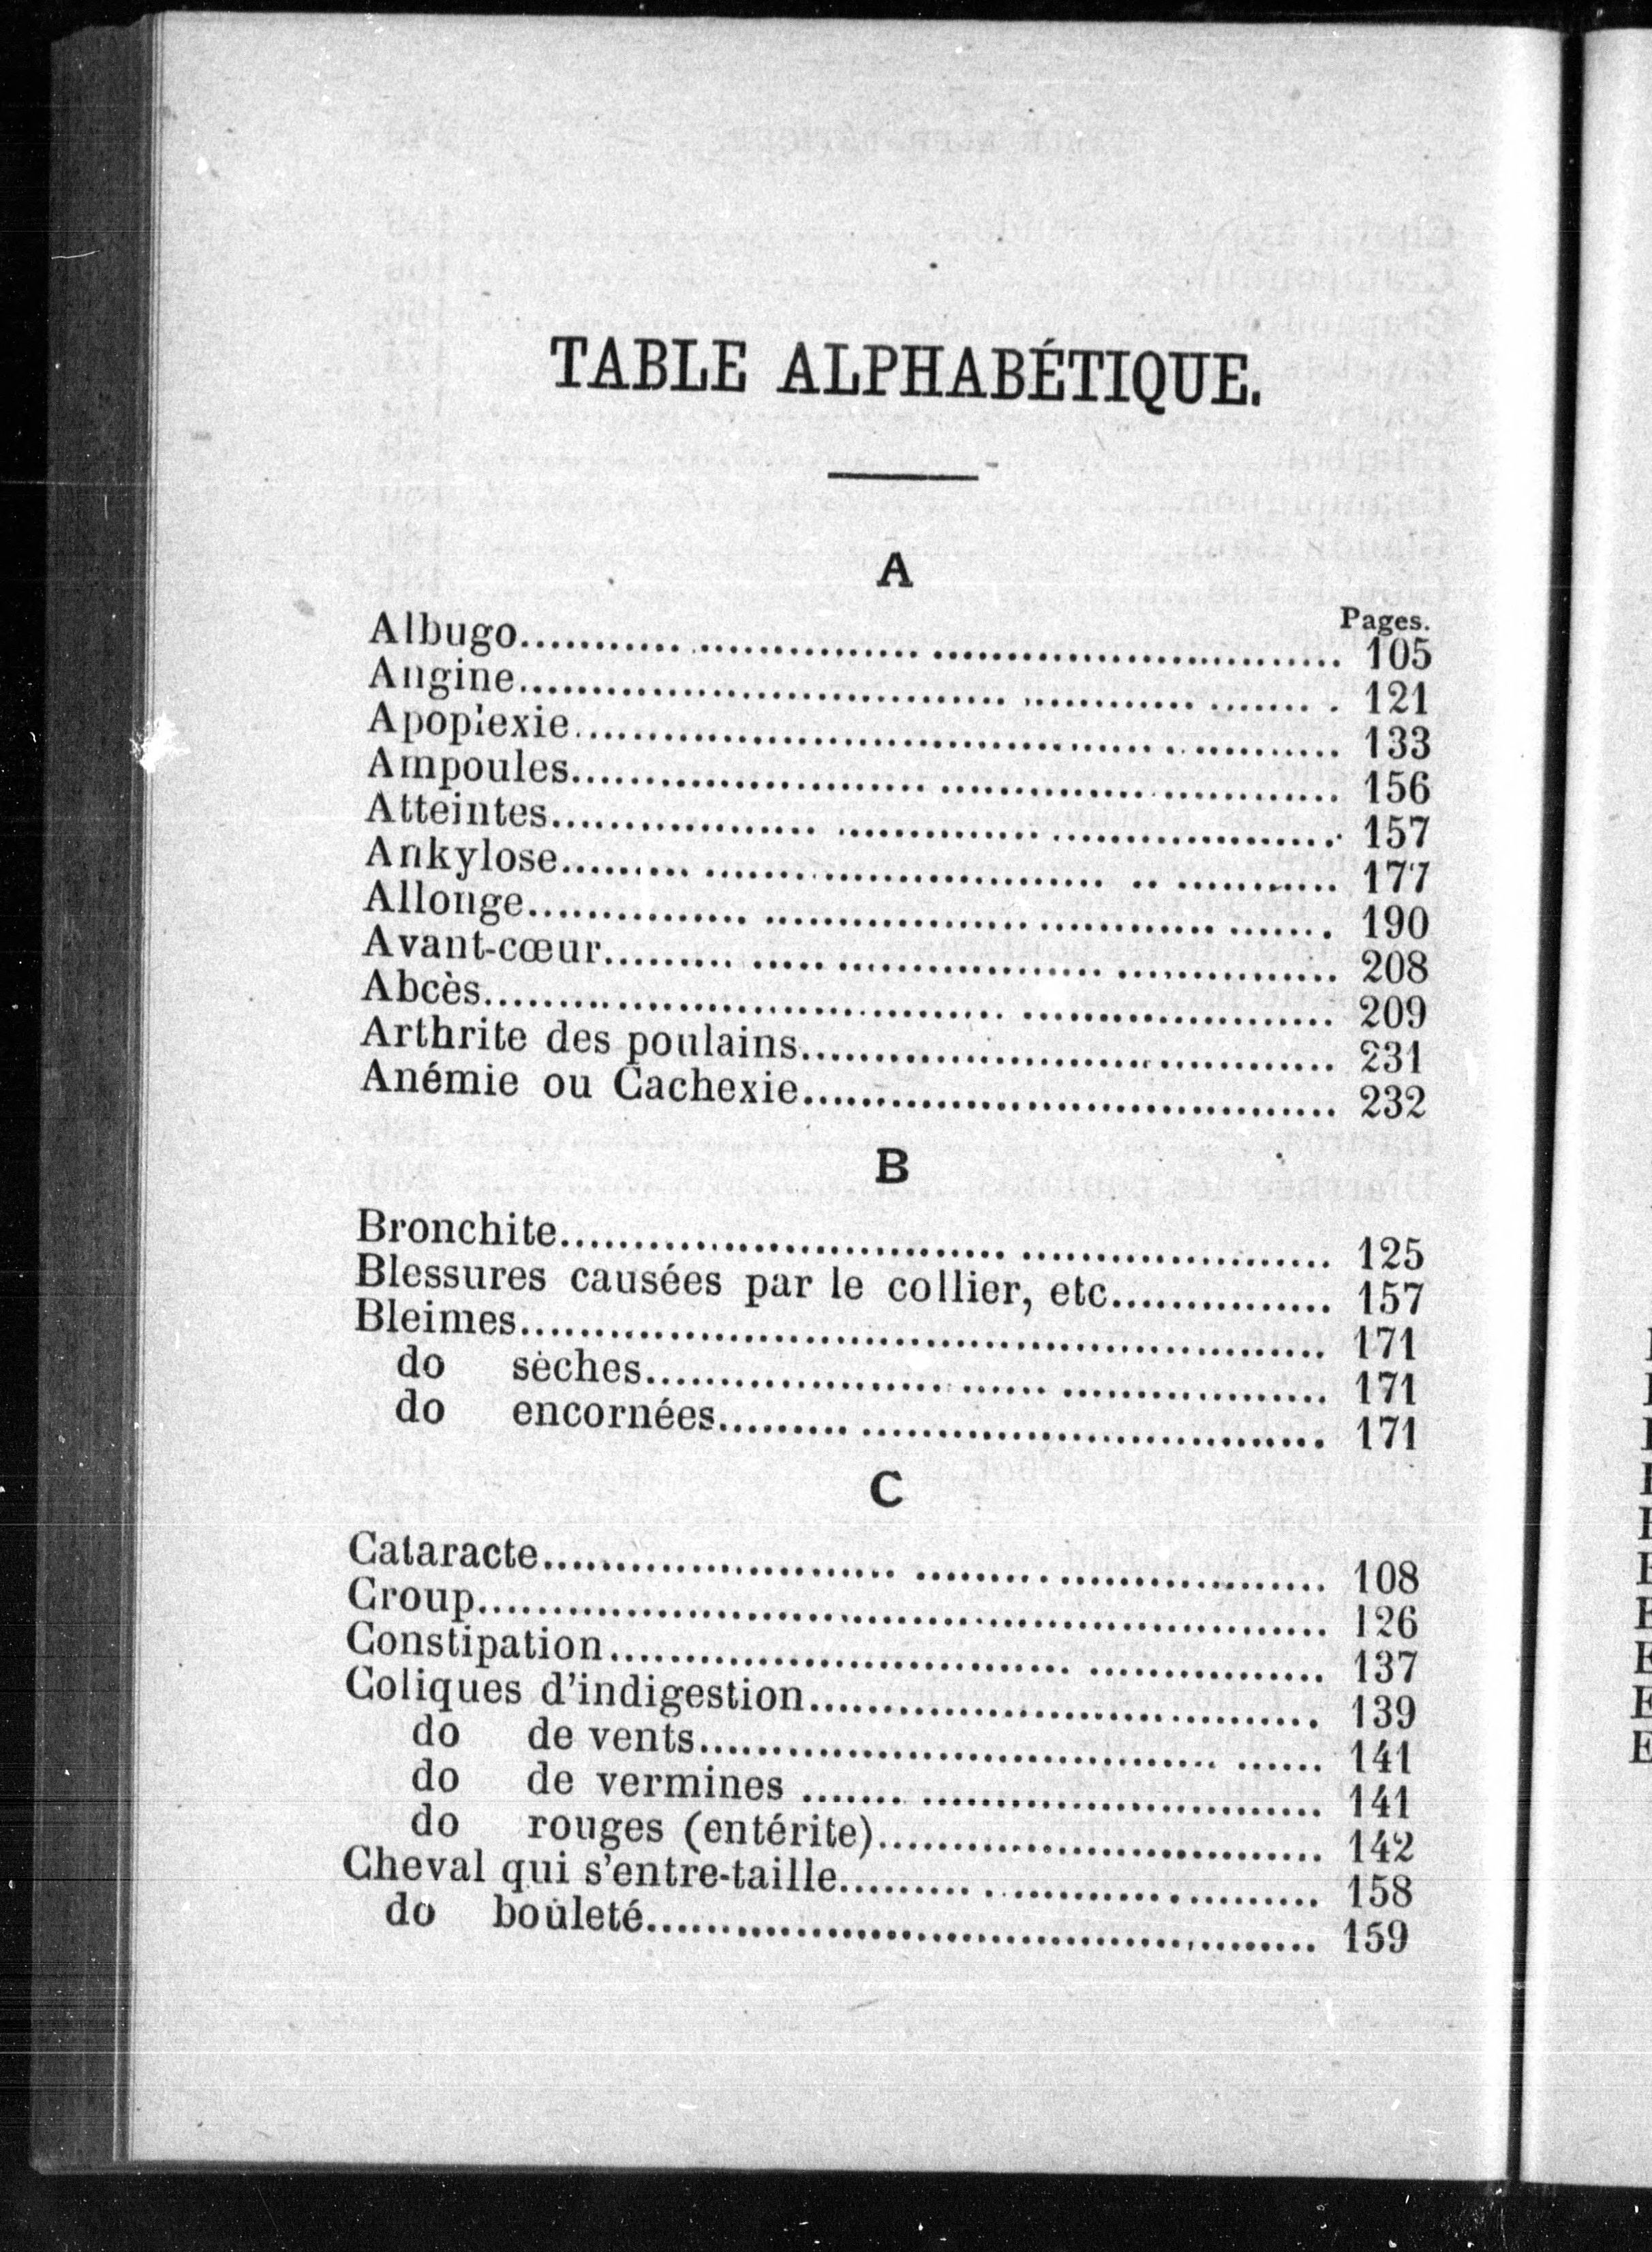 TABLE ALPHABÉTIQUE.
A
Pages.
Albugo........................................ 105
Angine........................................ 121
Apoplexie........................................ 133
Ampoules........................................ 156
Atteintes........................................ 157
Ankylose........................................ 177
Allonge........................................ 190
Avant-cœur........................................ 208
Abcès........................................ 209
Arthrite des poulains........................................ 231
Anémie ou Cachexie........................................ 232
B
Bronchite........................................ 125
Blessures causées par le collier, etc............... 157
Bleimes........................................ 171
do sèches........................................ 171
do encornées........................................ 171
C
Cataracte........................................ 108
Croup........................................ 126
Constipation........................................ 137
Coliques d'indigestion........................................ 139
do de vents........................................ 141
do de vermines ........................................ 141
do rouges (entérite)........................................ 142
Cheval qui s'entre-taille........................................ 158
do bouleté........................................ 159